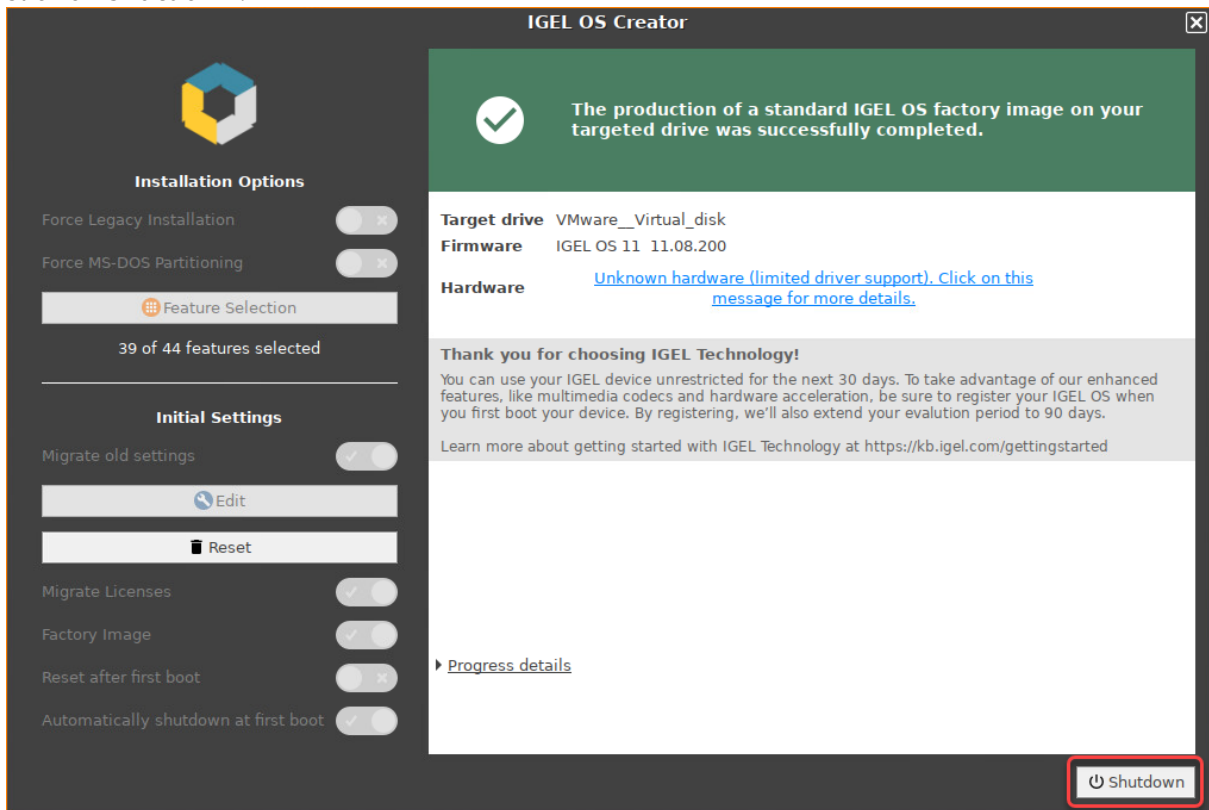 IGEL OS Creator
The production of a standard IGEL OS factory image on your
targeted drive was successfully completed.
Installation Options
Force Legacy Installation
Force MS-DOS Partitioning
Feature Selection
39 of 44 features selected
Initial Settings
Migrate old settings
Edit
Reset
Migrate Licenses
Factory Image
Reset after first boot
Automatically shutdown at first boot
Target drive VMware__Virtual_disk
Firmware IGEL OS 11 11.08.200
Hardware Unknown hardware (limited driver support). Click on this
message for more details.
Thank you for choosing IGEL Technology!
You can use your IGEL device unrestricted for the next 30 days. To take advantage of our enhanced
features, like multimedia codecs and hardware acceleration, be sure to register your IGEL OS when
you first boot your device. By registering, we'll also extend your evalution period to 90 days.
Learn more about getting started with IGEL Technology at https://kb.igel.com/gettingstarted
Progress details
Shutdown